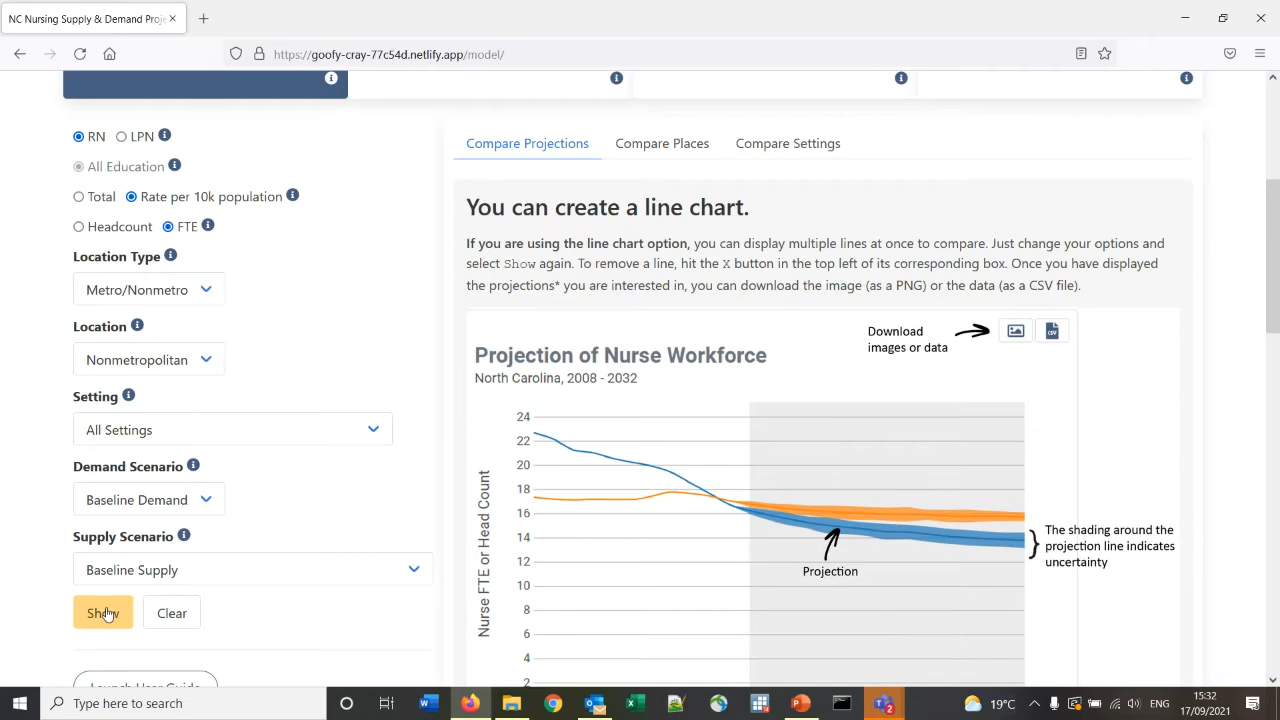 NC Nursing Supply & Demand Proje
https://goofy-cray-77c54d.netlify.app/model/
RN
LPN
All Education
Total
Rate per 10k population
Headcount
FTE
Location Type
Metro/Nonmetro
Location
Nonmetropolitan
Setting
All Settings
Demand Scenario
Baseline Demand
Supply Scenario
Baseline Supply
Show
Clear
Launch User Guide
Compare Projections
Compare Places
Compare Settings
You can create a line chart.
If you are using the line chart option, you can display multiple lines at once to compare. Just change your options and
select Show again. To remove a line, hit the X button in the top left of its corresponding box. Once you have displayed
the projections* you are interested in, you can download the image (as a PNG) or the data (as a CSV file).
Download
images or data
CSV
Projection of Nurse Workforce
North Carolina, 2008 - 2032
Nurse FTE or Head Count
24
22
20
18
16
14
12
10
8
6
4
2
Projection
The shading around the
projection line indicates
uncertainty
Type here to search
2
19°C
ENG
15:32
17/09/2021